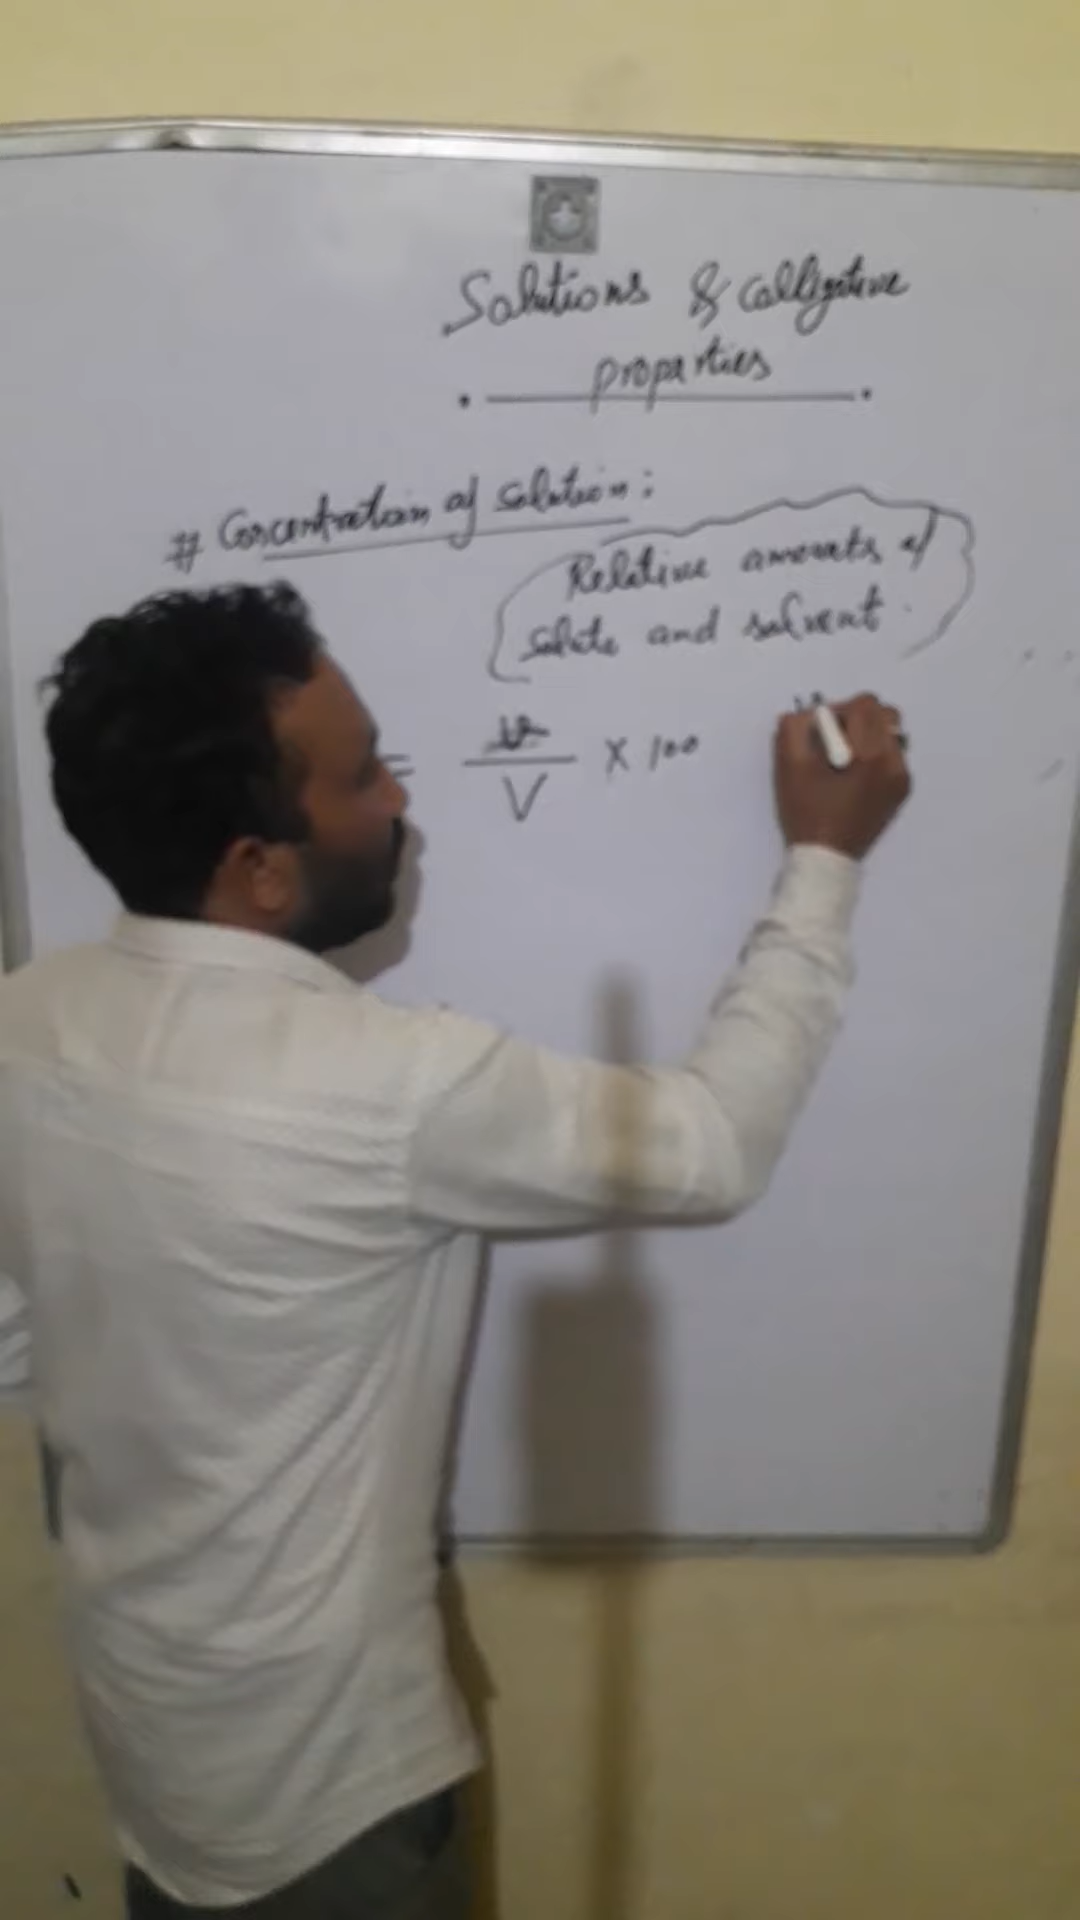 Solutions & Colligative
properties
# Concentration of solution:
Relative amounts of
solute and solvent.
= / V × 100